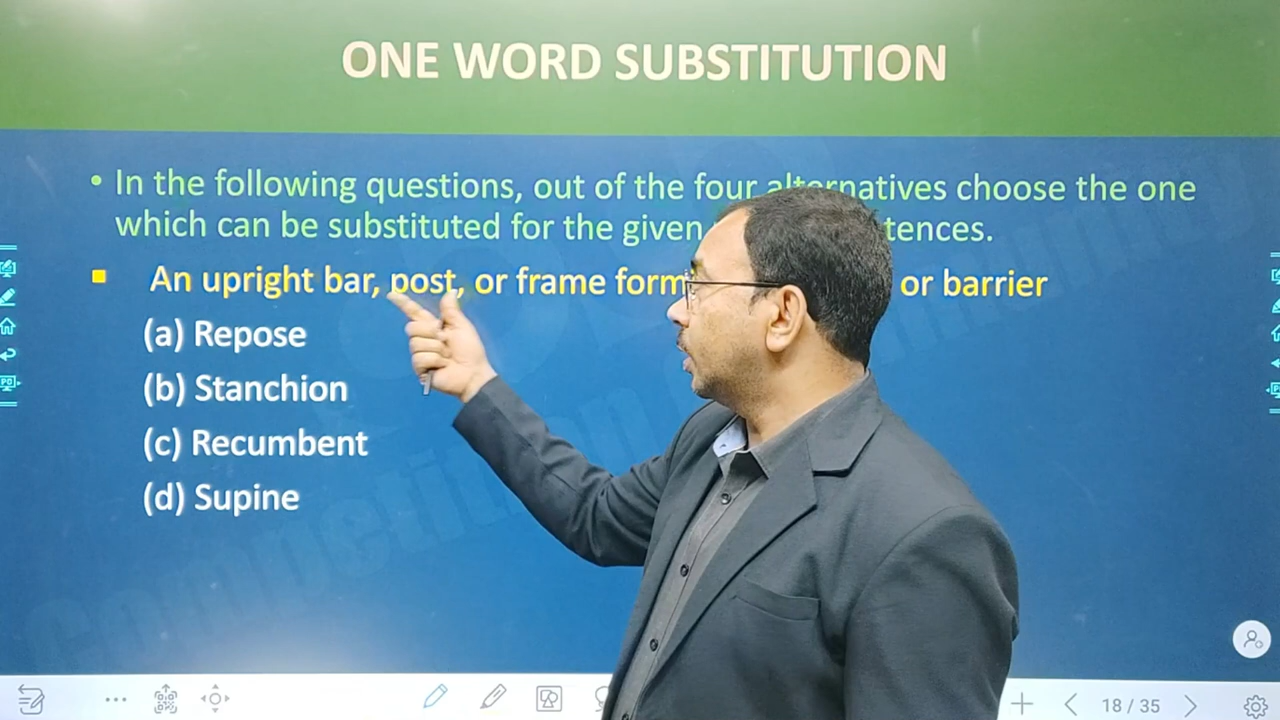 ONE WORD SUBSTITUTION
• In the following questions, out of the four alternatives choose the one
which can be substituted for the given tences.
An upright bar, post, or frame form or barrier
(a) Repose
(b) Stanchion
(c) Recumbent
(d) Supine
18 / 35